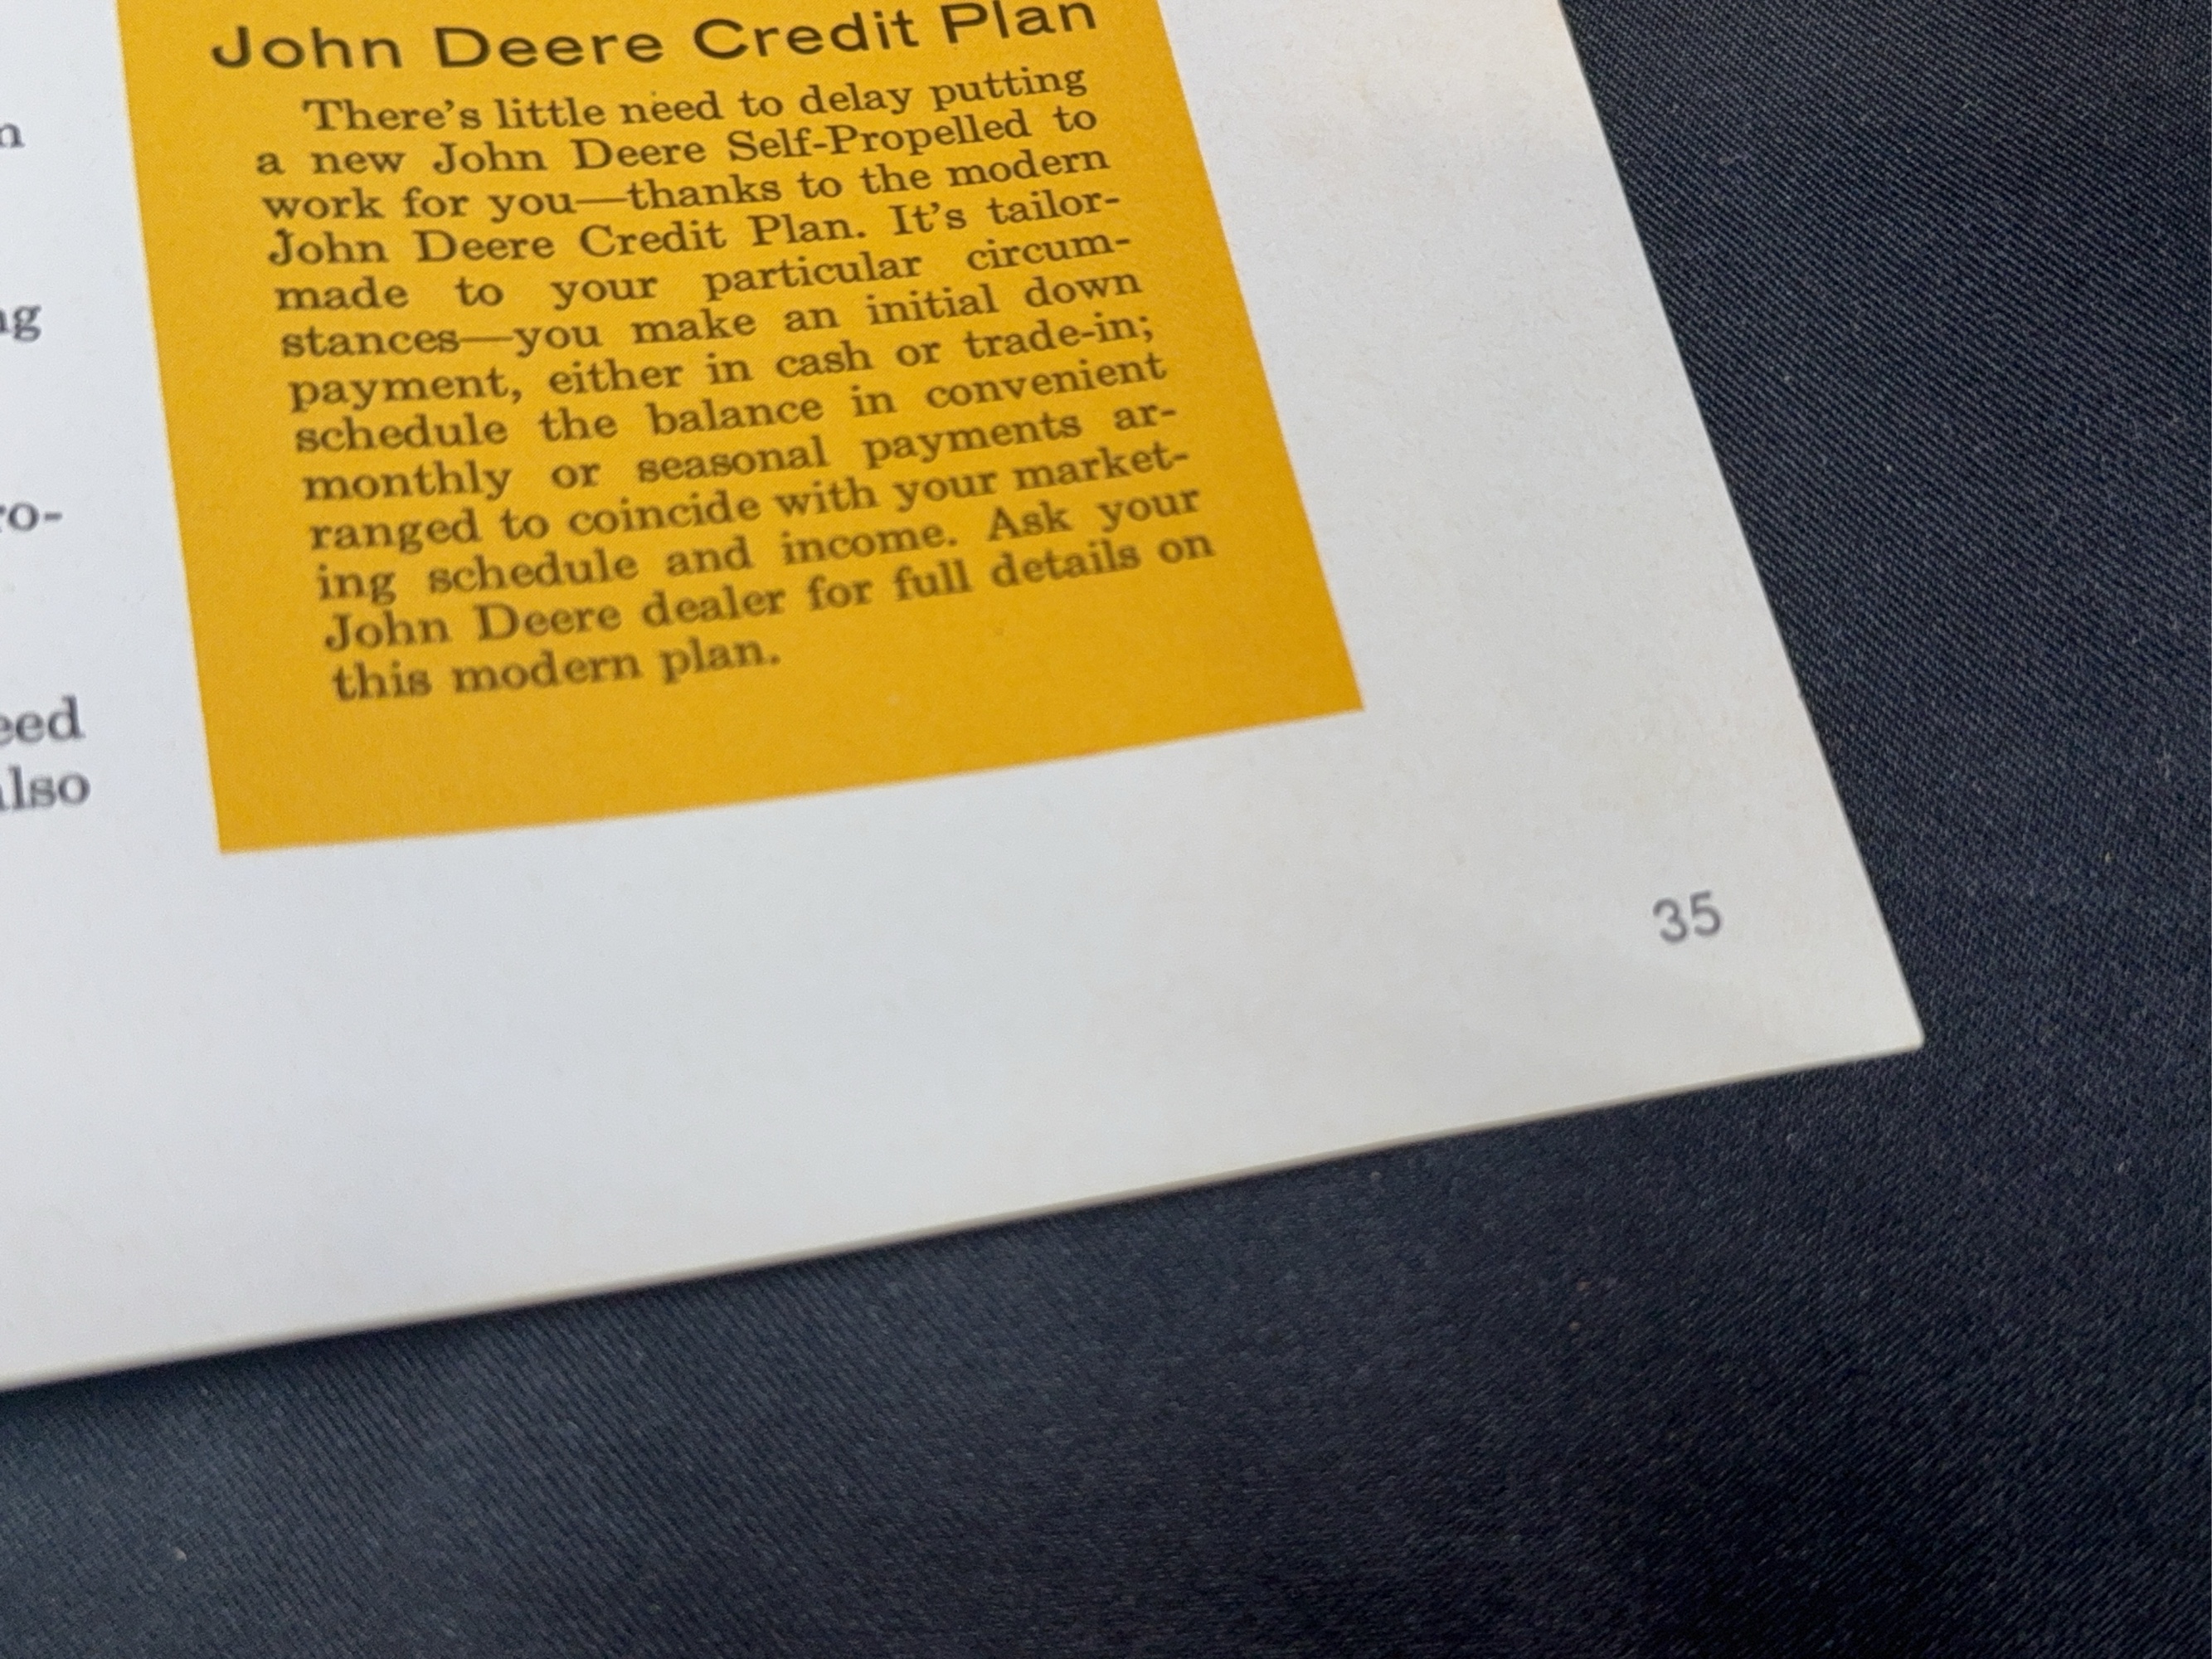 John Deere Credit Plan
There's little need to delay putting
a new John Deere Self-Propelled to
work for you—thanks to the modern
John Deere Credit Plan. It's tailor-
made to your particular circum-
stances—you make an initial down
payment, either in cash or trade-in;
schedule the balance in convenient
monthly or seasonal payments ar-
ranged to coincide with your market-
ing schedule and income. Ask your
John Deere dealer for full details on
this modern plan.
35